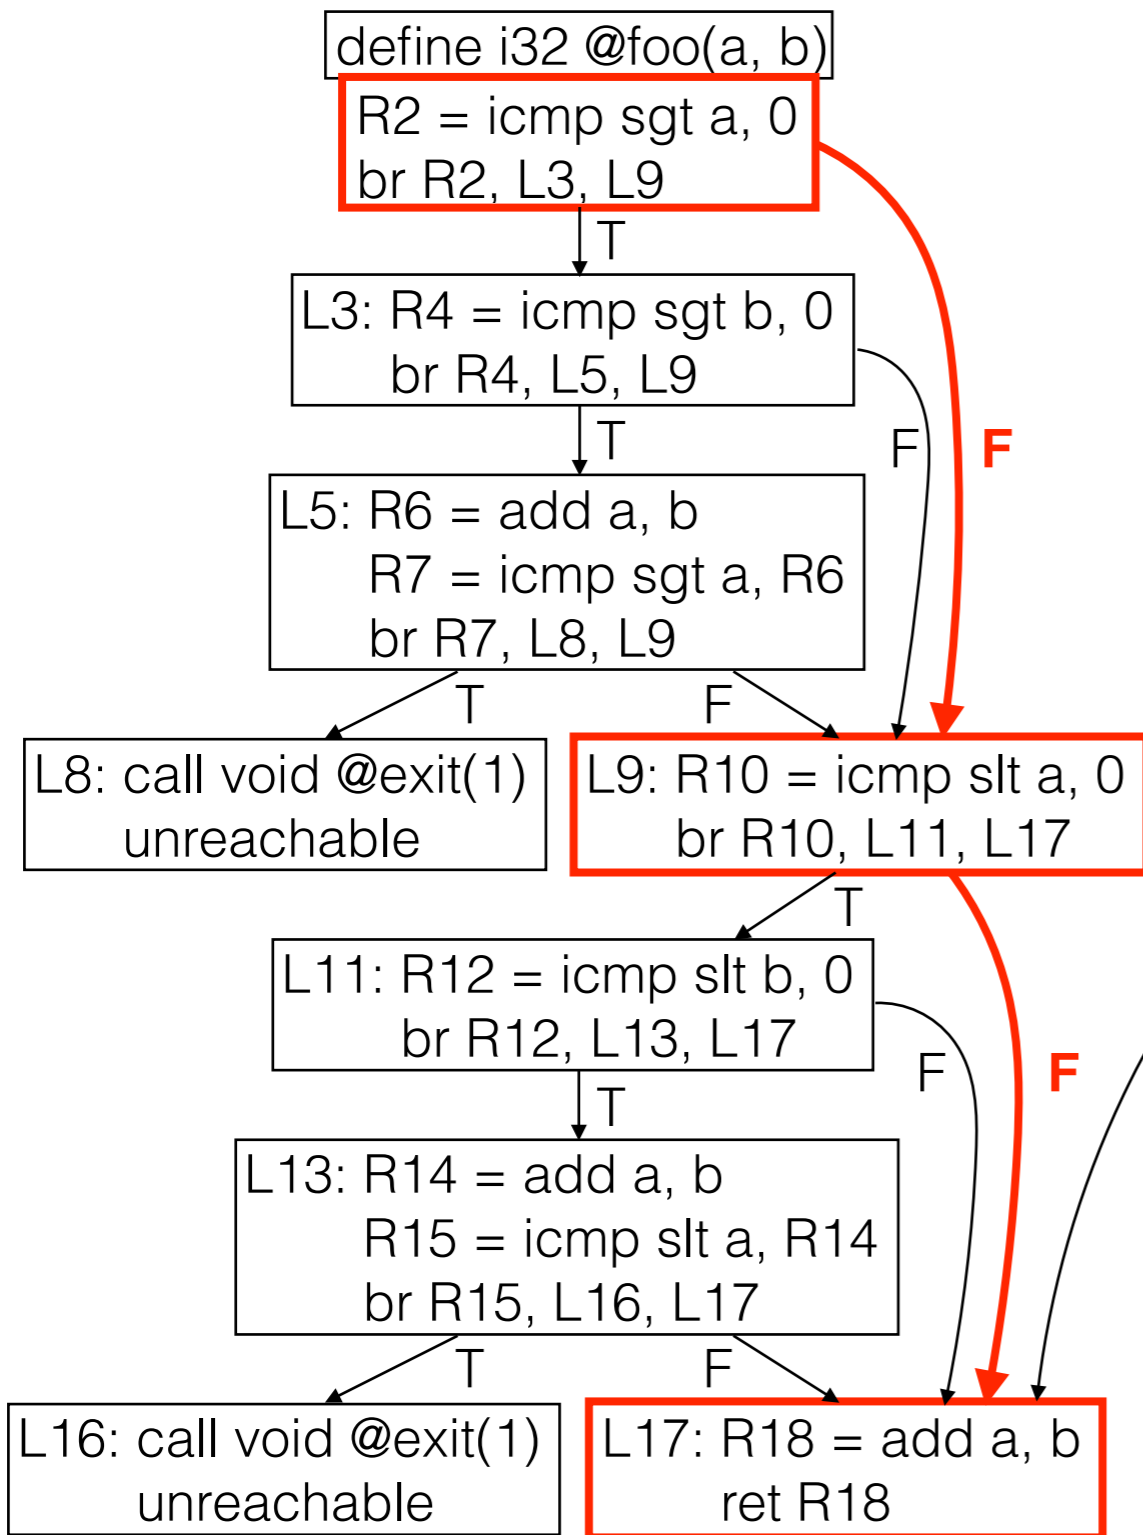 define i32 @foo(a, b)
R2 = icmp sgt a, 0
br R2, L3, L9
T
L3: R4 = icmp sgt b, 0
br R4, L5, L9
T
F
F
L5: R6 = add a, b
R7 = icmp sgt a, R6
br R7, L8, L9
T
F
L8: call void @exit(1)
unreachable
L9: R10 = icmp slt a, 0
br R10, L11, L17
T
L11: R12 = icmp slt b, 0
br R12, L13, L17
F
F
T
L13: R14 = add a, b
R15 = icmp slt a, R14
br R15, L16, L17
T
F
L16: call void @exit(1)
unreachable
L17: R18 = add a, b
ret R18